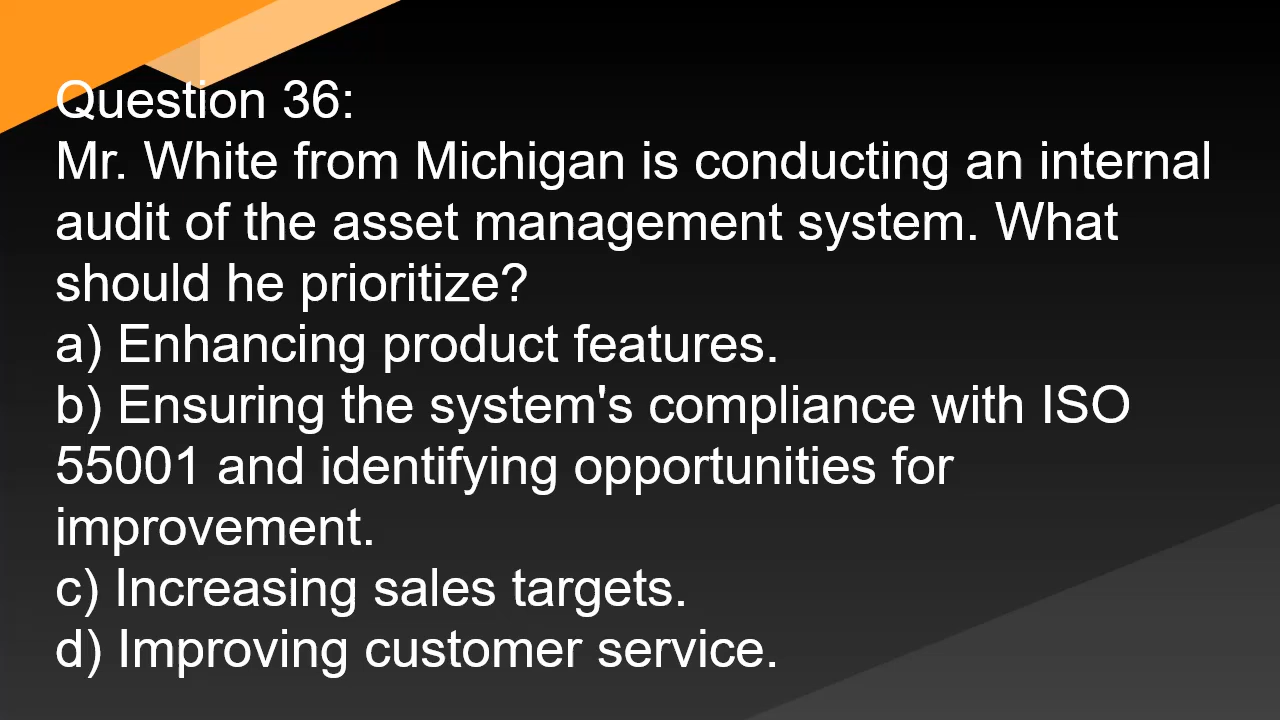 Question 36:
Mr. White from Michigan is conducting an internal
audit of the asset management system. What
should he prioritize?
a) Enhancing product features.
b) Ensuring the system's compliance with ISO
55001 and identifying opportunities for
improvement.
c) Increasing sales targets.
d) Improving customer service.